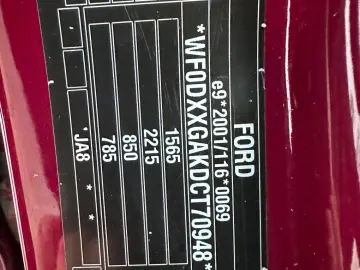 FORD
e9*2001/116*0069
*WF0DXXGAKDCT70948*
1565
2215
850
785
*JA8 * *